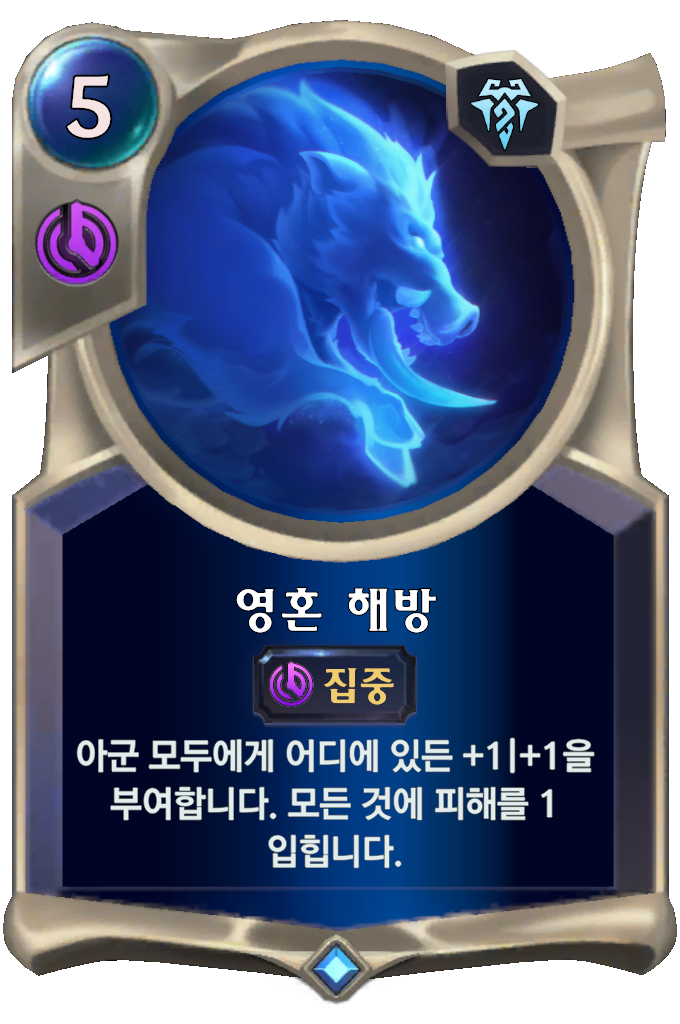 5
영혼 해방
집중
아군 모두에게 어디에 있든 +1|+1을
부여합니다. 모든 것에 피해를 1
입힙니다.